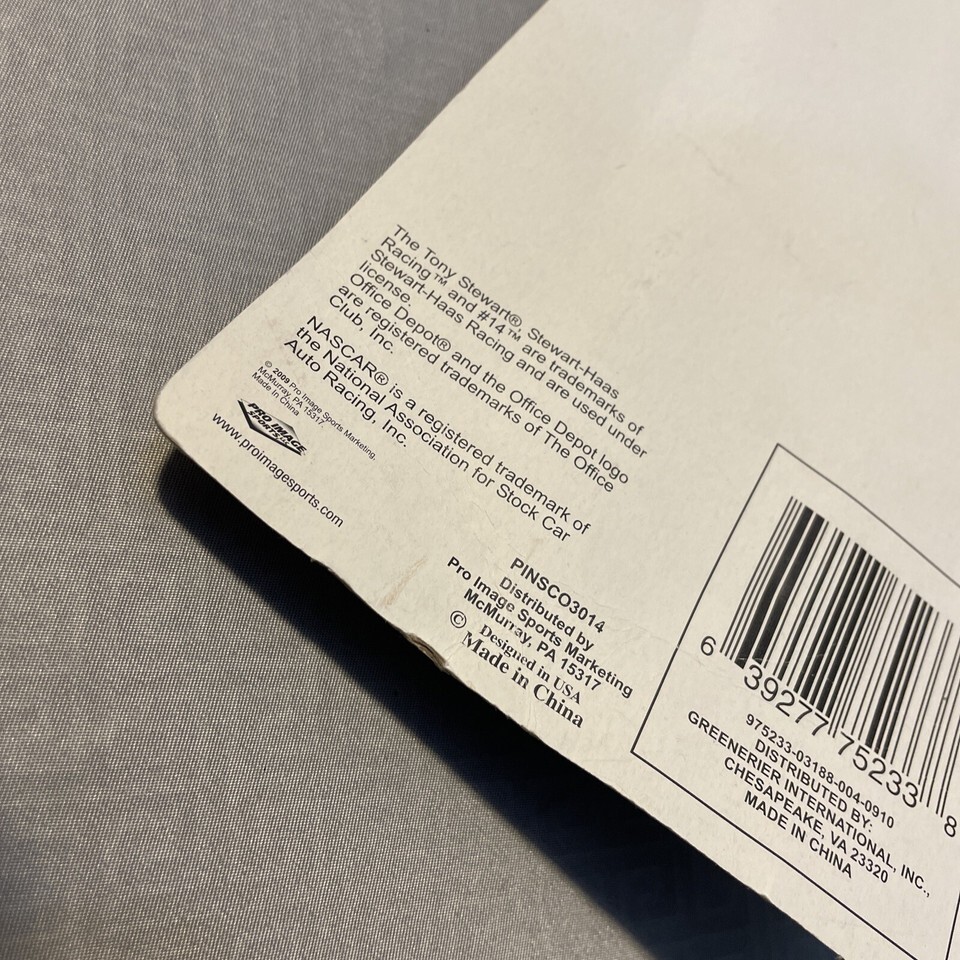 The Tony Stewart®, Stewart-Haas
Racing™ and #14™ are trademarks of
Stewart-Haas Racing and are used under
license.
Office Depot® and the Office Depot logo
are registered trademarks of The Office
Club, Inc.
NASCAR® is a registered trademark of
the National Association for Stock Car
Auto Racing, Inc.
© 2009 Pro Image Sports Marketing,
McMurray, PA 15317.
Made in China
PRO IMAGE
SPORTS
www.proimagesports.com
PINSCO3014
Distributed by
Pro Image Sports Marketing
McMurray, PA 15317
© Designed in USA
Made in China
6 39277 75233 8
975233-03188-004-0910
DISTRIBUTED BY:
GREENERIER INTERNATIONAL, INC.,
CHESAPEAKE, VA 23320
MADE IN CHINA